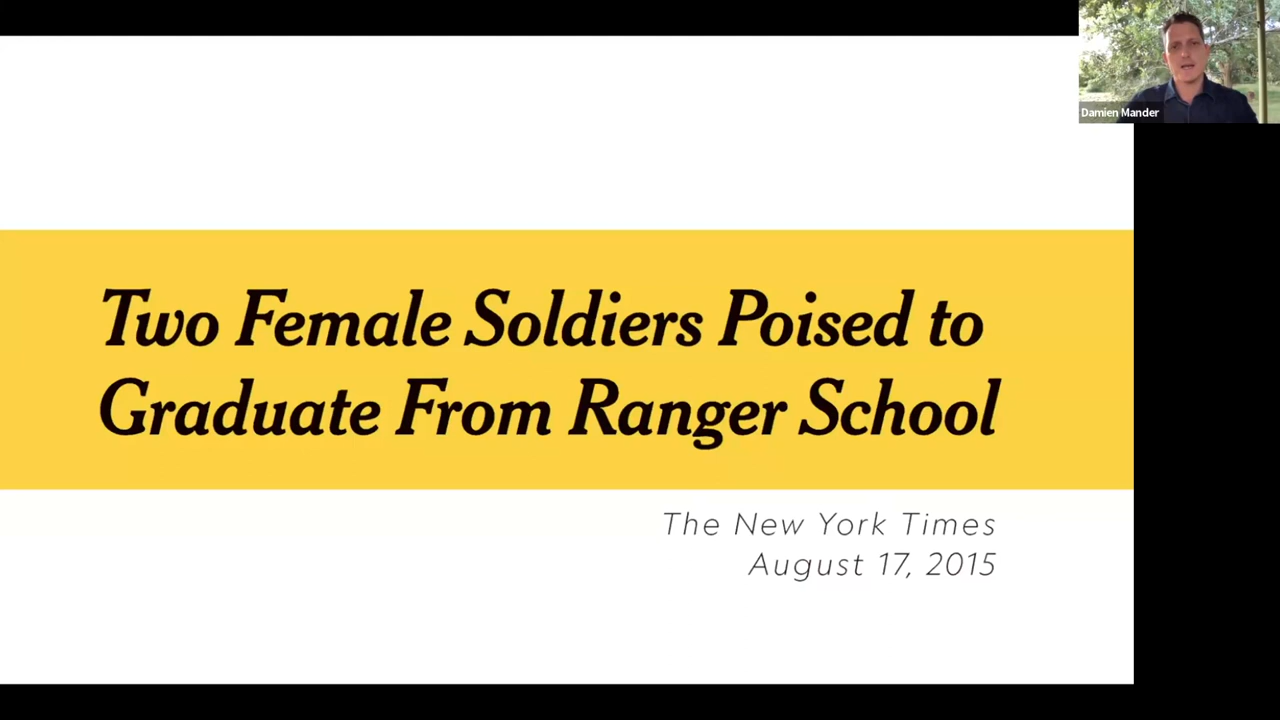 Damien Mander
Two Female Soldiers Poised to
Graduate From Ranger School
The New York Times
August 17, 2015